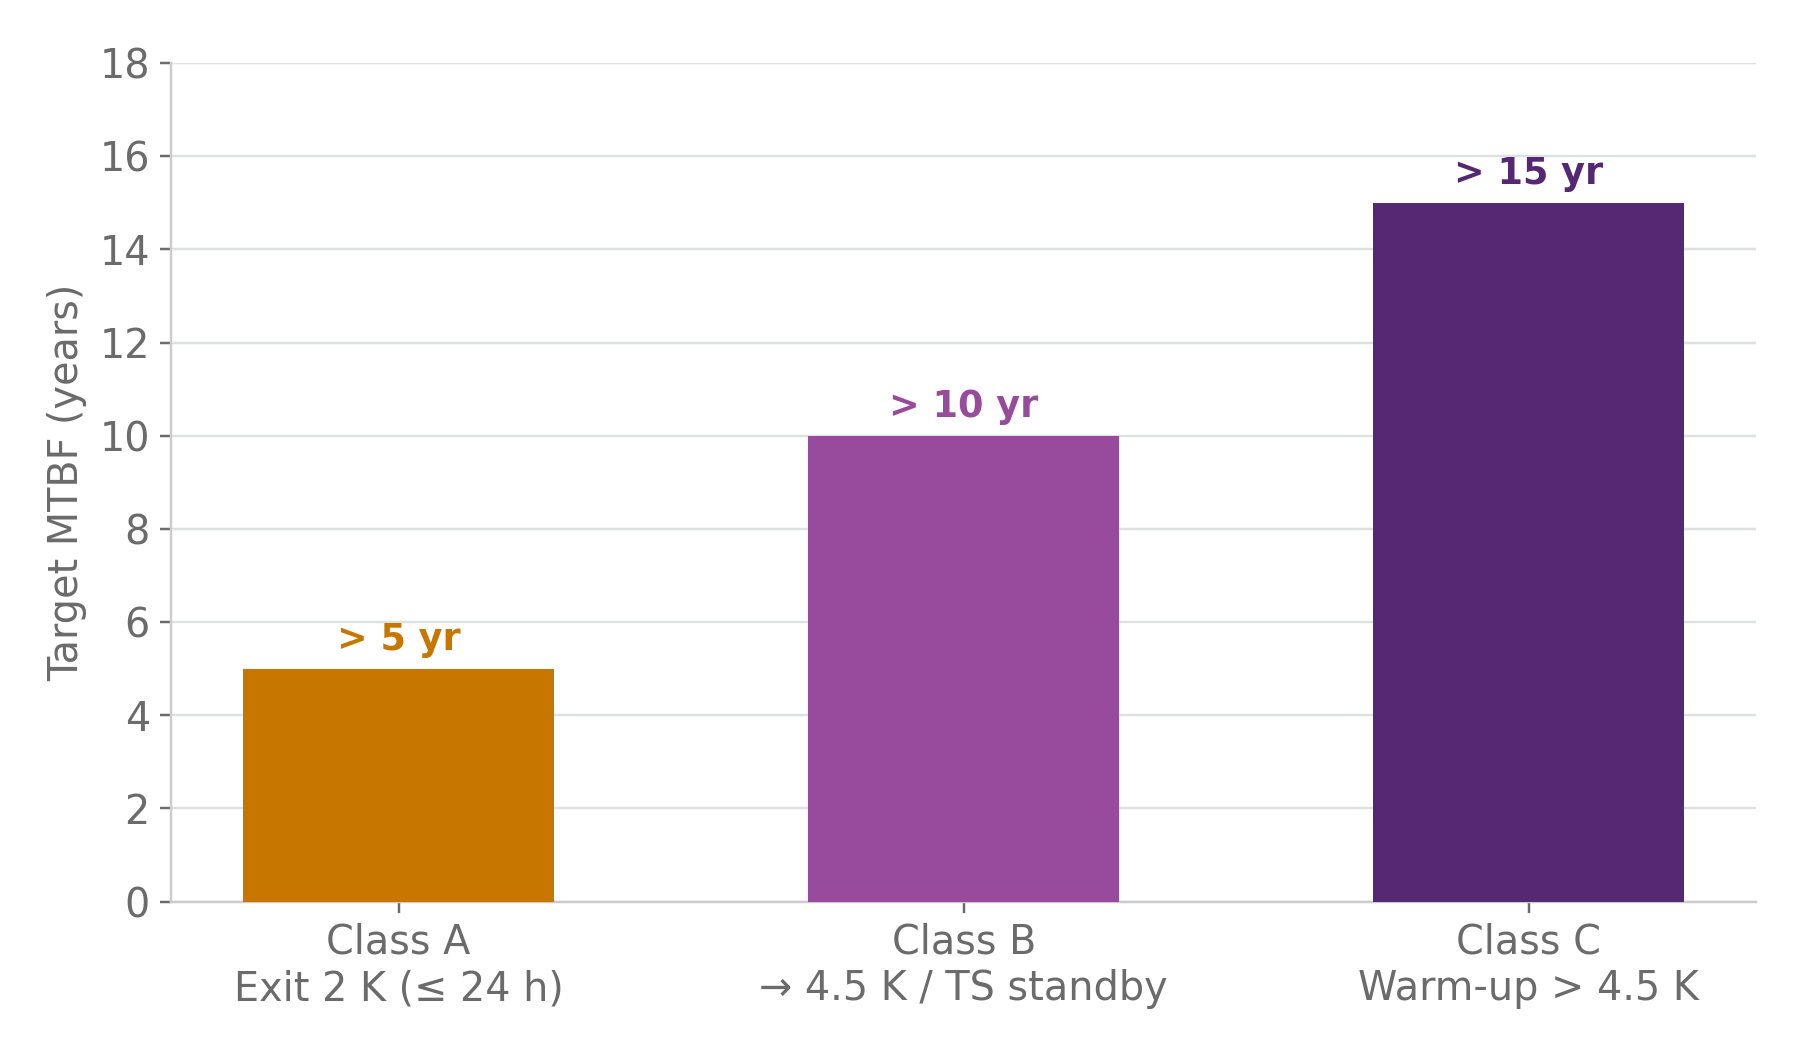 Target MTBF (years)
18
16
14
12
10
8
6
4
2
0
> 5 yr
> 10 yr
> 15 yr
Class A
Exit 2 K (≤ 24 h)
Class B
→ 4.5 K / TS standby
Class C
Warm-up > 4.5 K